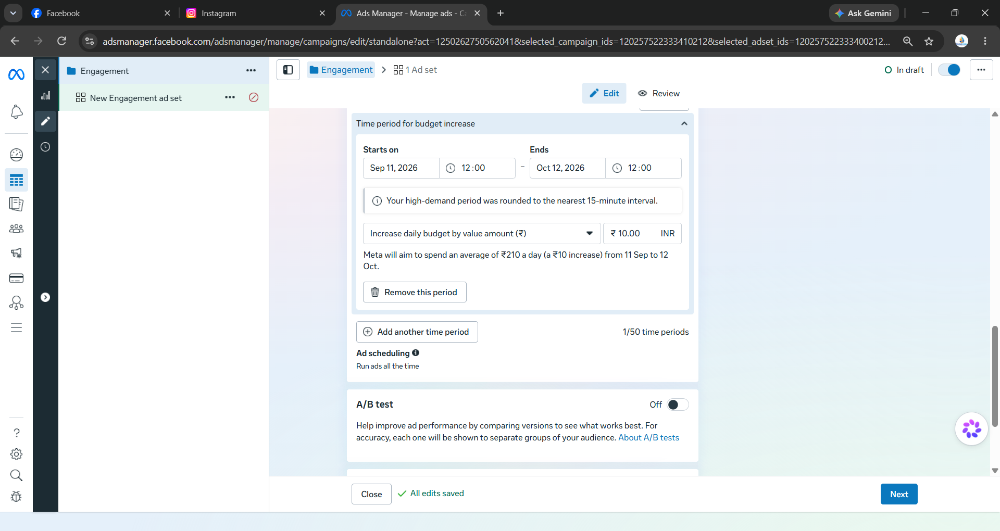 Facebook
Instagram
Ads Manager - Manage ads - Ca
Ask Gemini
adsmanager.facebook.com/adsmanager/manage/campaigns/edit/standalone?act=1250262750562041&selected_campaign_ids=120257522333410212&selected_adset_ids=120257522333400212...
Engagement
New Engagement ad set
Engagement
1 Ad set
In draft
Edit
Review
Time period for budget increase
Starts on
Ends
Sep 11, 2026
12:00
–
Oct 12, 2026
12:00
Your high-demand period was rounded to the nearest 15-minute interval.
Increase daily budget by value amount (₹)
₹ 10.00
INR
Meta will aim to spend an average of ₹210 a day (a ₹10 increase) from 11 Sep to 12
Oct.
Remove this period
Add another time period
1/50 time periods
Ad scheduling
Run ads all the time
A/B test
Off
Help improve ad performance by comparing versions to see what works best. For
accuracy, each one will be shown to separate groups of your audience. About A/B tests
Close
All edits saved
Next